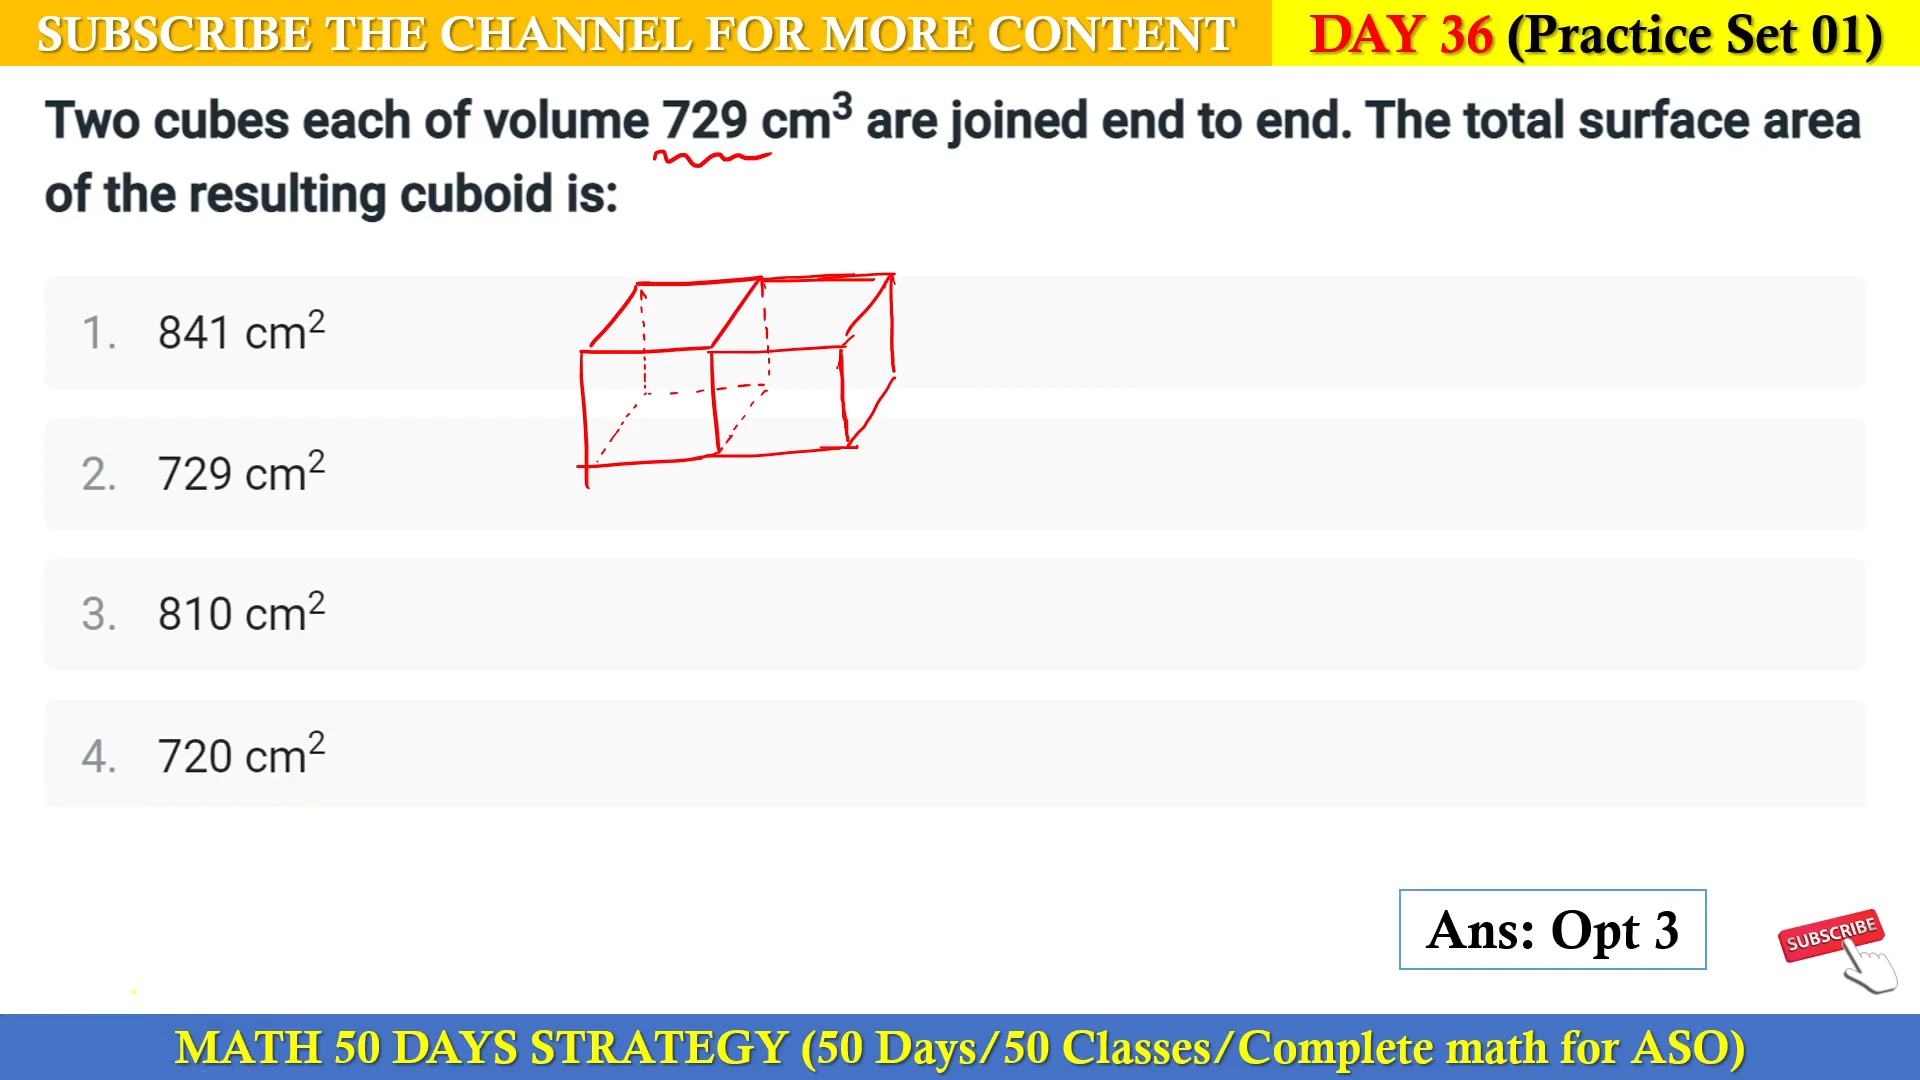 SUBSCRIBE THE CHANNEL FOR MORE CONTENT
DAY 36 (Practice Set 01)
Two cubes each of volume 729 cm³ are joined end to end. The total surface area
of the resulting cuboid is:
1. 841 cm²
2. 729 cm²
3. 810 cm²
4. 720 cm²
Ans: Opt 3
SUBSCRIBE
MATH 50 DAYS STRATEGY (50 Days/50 Classes/Complete math for ASO)